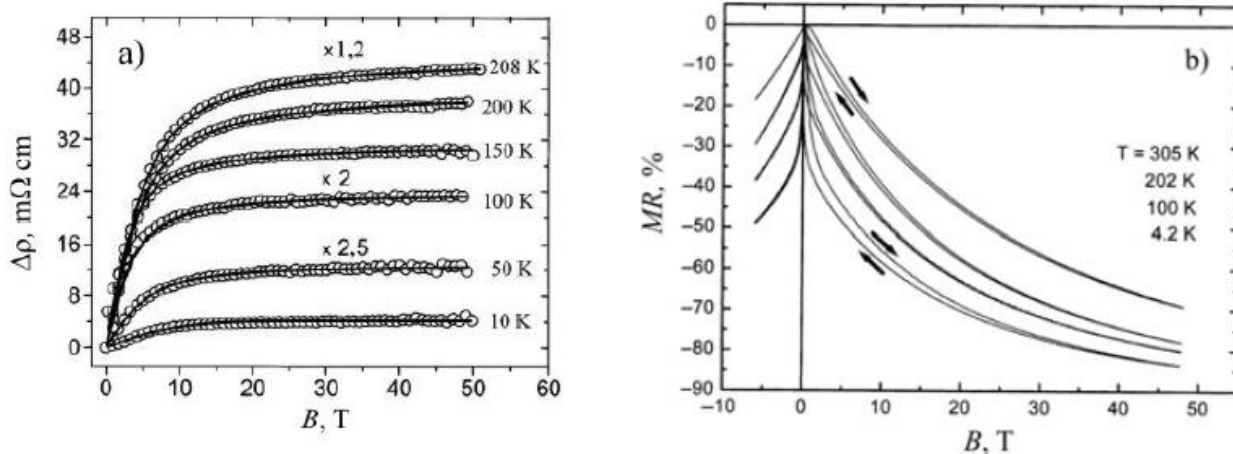 a)
×1,2
208 K
200 K
150 K
×2
100 K
×2,5
50 K
10 K
48
40
32
24
16
8
0
Δρ, mΩ cm
0 10 20 30 40 50 60
B, T
b)
0
−10
−20
−30
−40
−50
−60
−70
−80
−90
MR, %
T = 305 K
202 K
100 K
4.2 K
−10 0 10 20 30 40 50
B, T